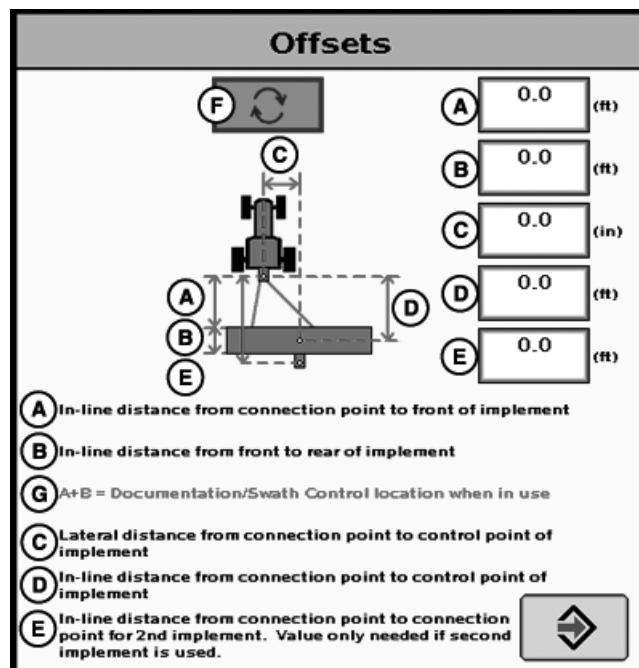 Offsets
F
C
A 0.0 (ft)
B 0.0 (ft)
C 0.0 (in)
D 0.0 (ft)
E 0.0 (ft)
A
D
B
E
A In-line distance from connection point to front of implement
B In-line distance from front to rear of implement
G A+B = Documentation/Swath Control location when in use
C Lateral distance from connection point to control point of
implement
D In-line distance from connection point to control point of
implement
E In-line distance from connection point to connection
point for 2nd implement. Value only needed if second
implement is used.